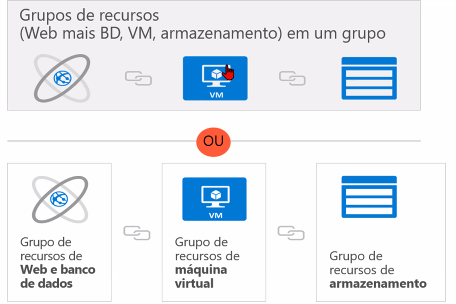 Grupos de recursos
(Web mais BD, VM, armazenamento) em um grupo
VM
OU
VM
Grupo de
recursos de
Web e banco
de dados
Grupo de
recursos de
máquina
virtual
Grupo de
recursos de
armazenamento